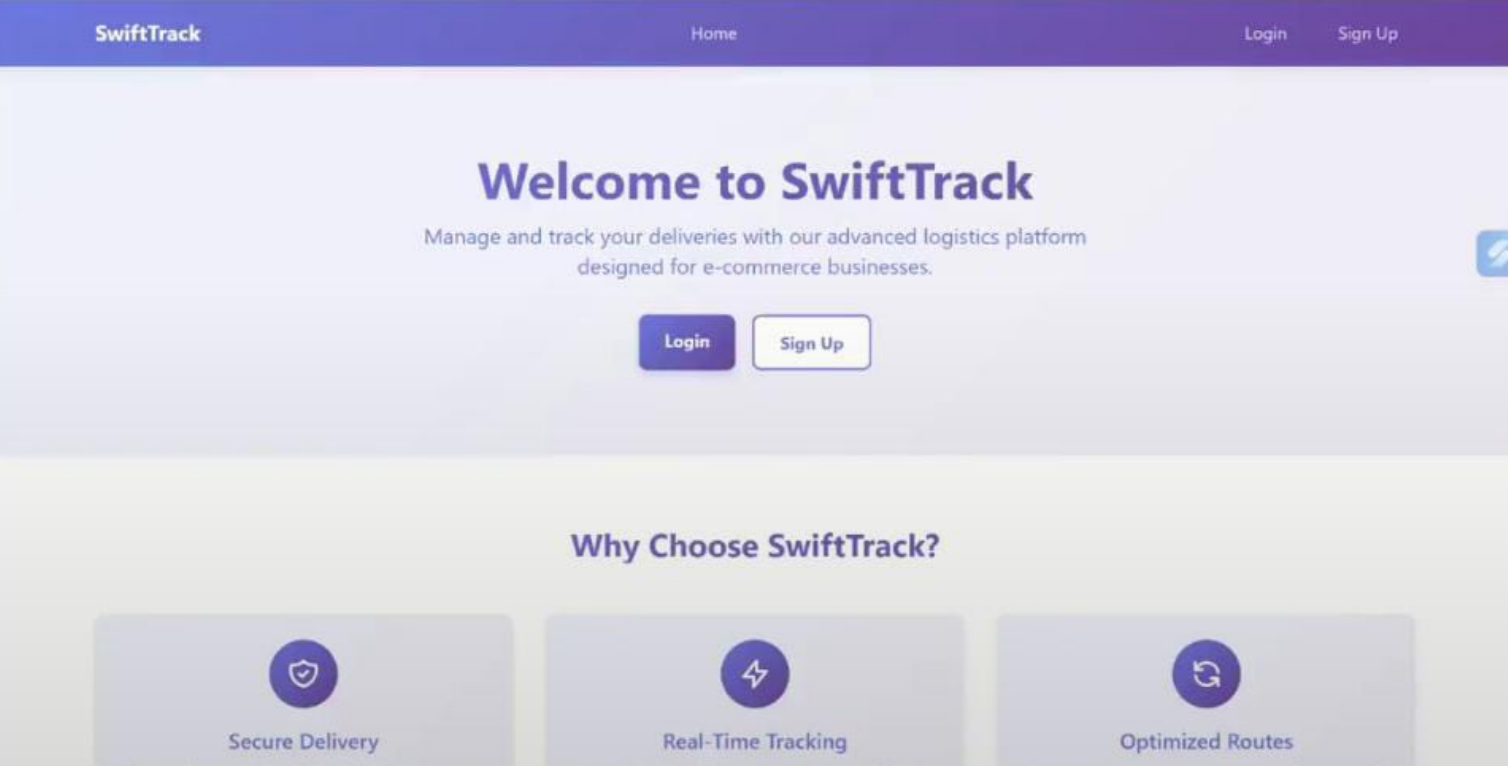 SwiftTrack Home Login Sign Up
Welcome to SwiftTrack
Manage and track your deliveries with our advanced logistics platform
designed for e-commerce businesses.
Login Sign Up
Why Choose SwiftTrack?
Secure Delivery Real-Time Tracking Optimized Routes